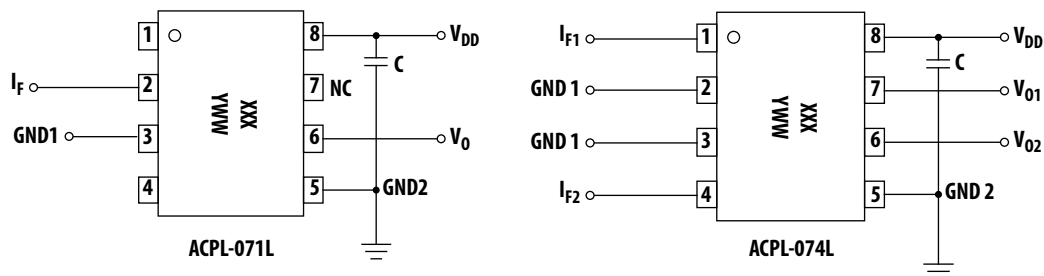 1
8
V_DD
C
I_F
2
7
NC
XXX
YWW
GND1
3
6
V_O
4
5
GND2
ACPL-071L
I_F1
1
8
V_DD
C
GND 1
2
7
V_O1
XXX
YWW
GND 1
3
6
V_O2
I_F2
4
5
GND 2
ACPL-074L